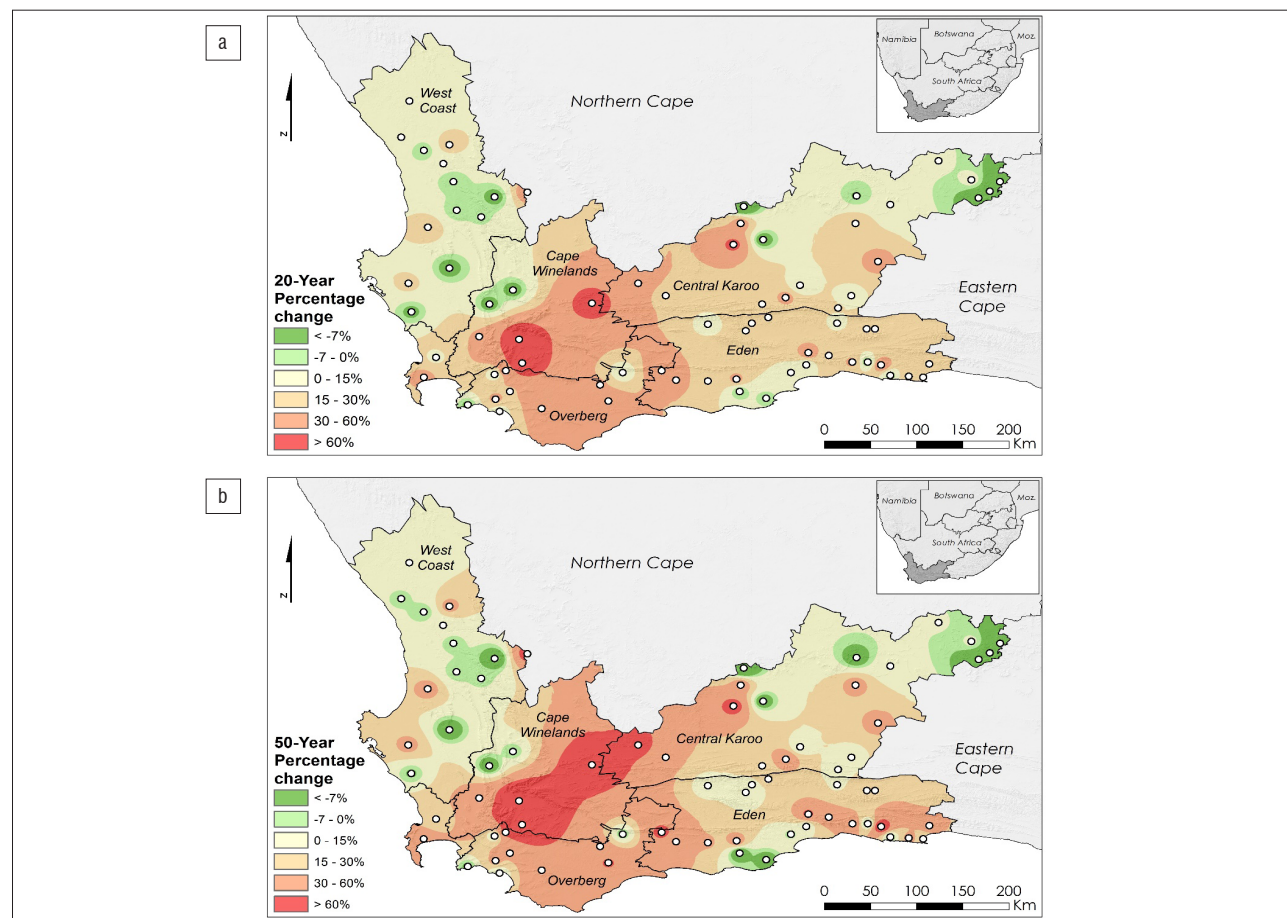 a
Namibia
Botswana
Moz.
South Africa
N
West
Coast
Northern Cape
Cape
Winelands
Central Karoo
Eastern
Cape
Eden
Overberg
20-Year
Percentage
change
< -7%
-7 - 0%
0 - 15%
15 - 30%
30 - 60%
> 60%
0 50 100 150 200
Km
b
Namibia
Botswana
Moz.
South Africa
N
West
Coast
Northern Cape
Cape
Winelands
Central Karoo
Eastern
Cape
Eden
Overberg
50-Year
Percentage
change
< -7%
-7 - 0%
0 - 15%
15 - 30%
30 - 60%
> 60%
0 50 100 150 200
Km